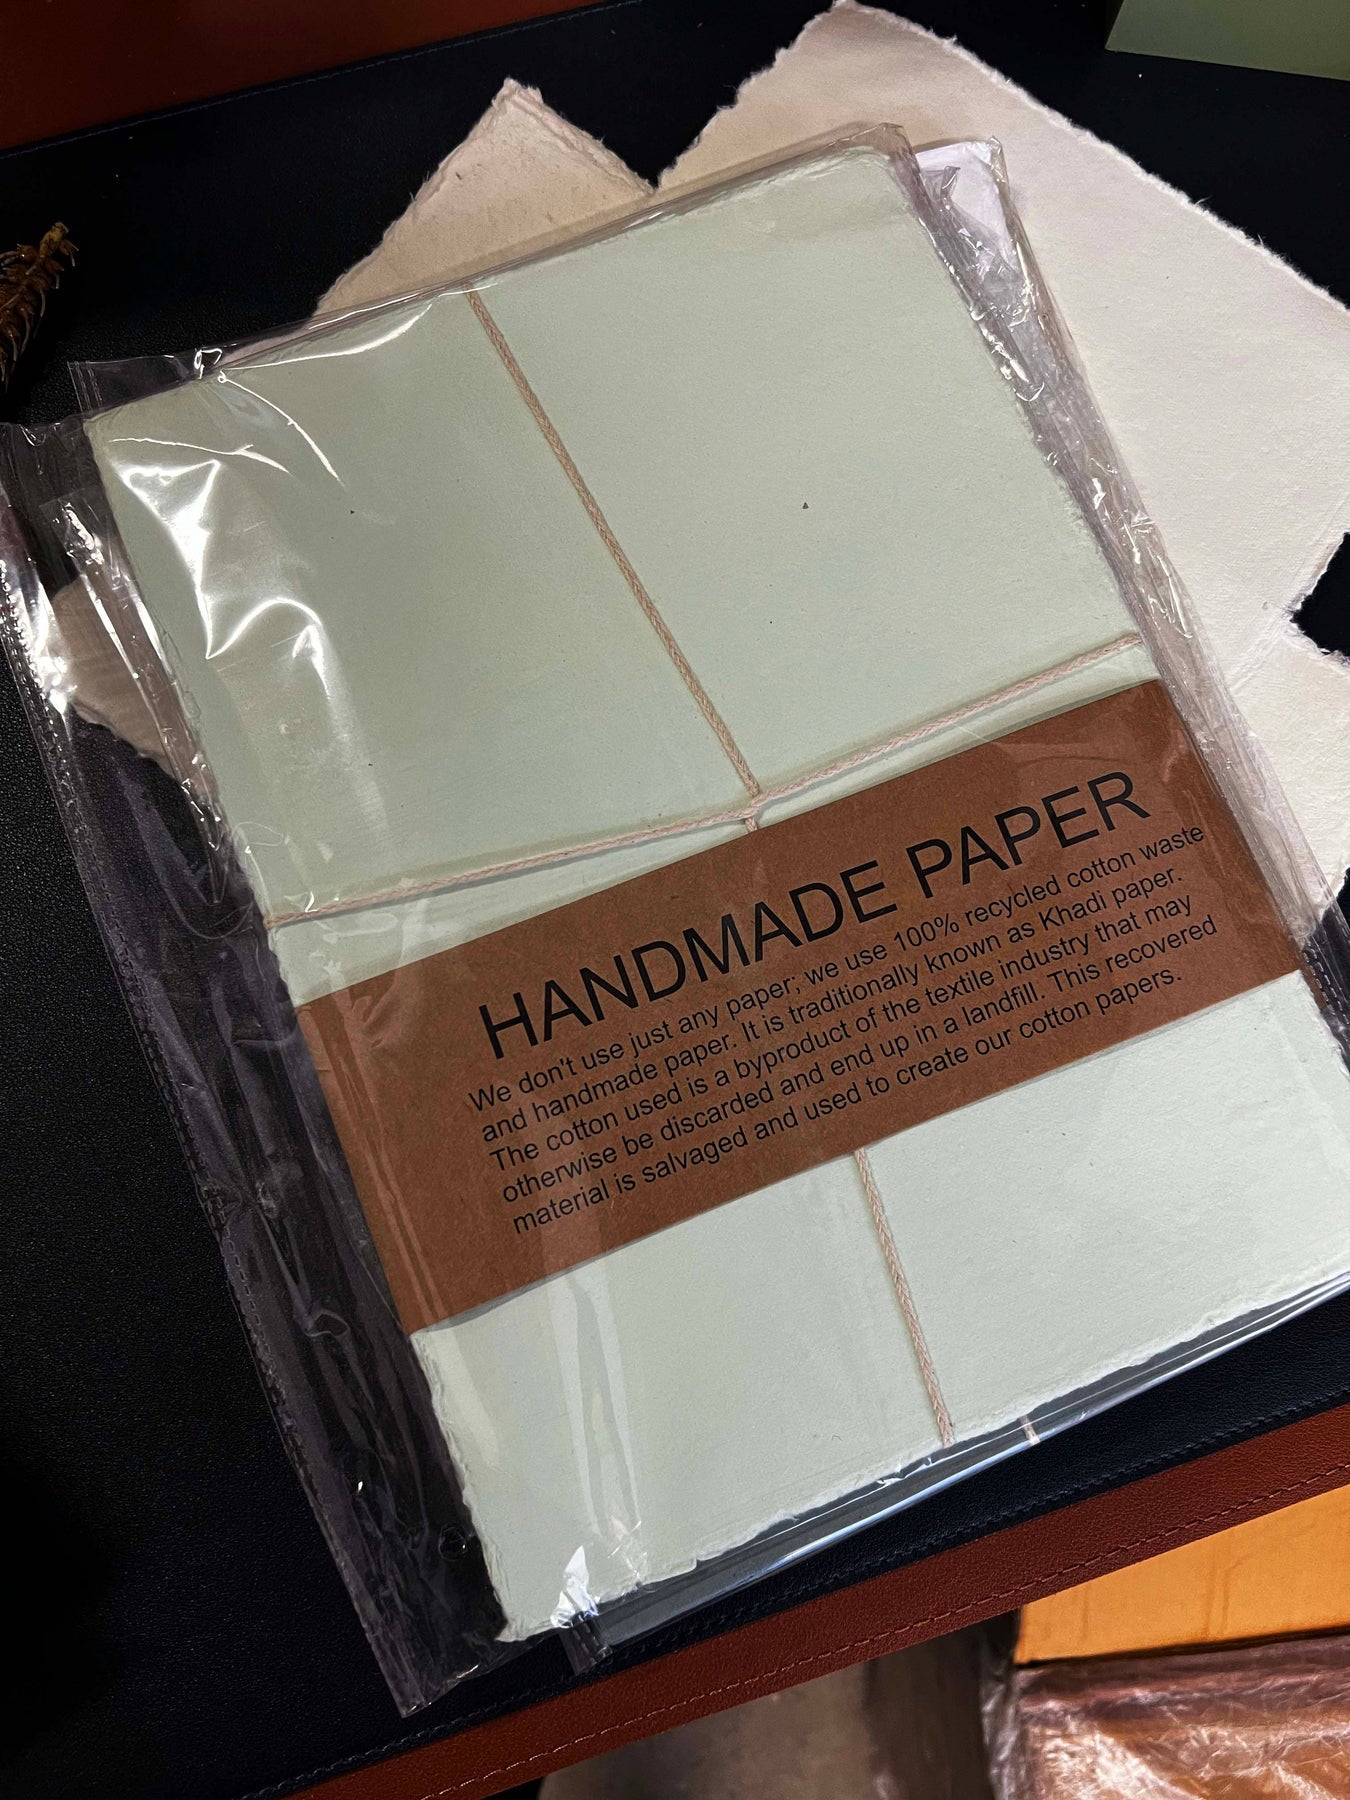 HANDMADE PAPER
We don't use just any paper; we use 100% recycled cotton waste
and handmade paper. It is traditionally known as Khadi paper.
The cotton used is a byproduct of the textile industry that may
otherwise be discarded and end up in a landfill. This recovered
material is salvaged and used to create our cotton papers.